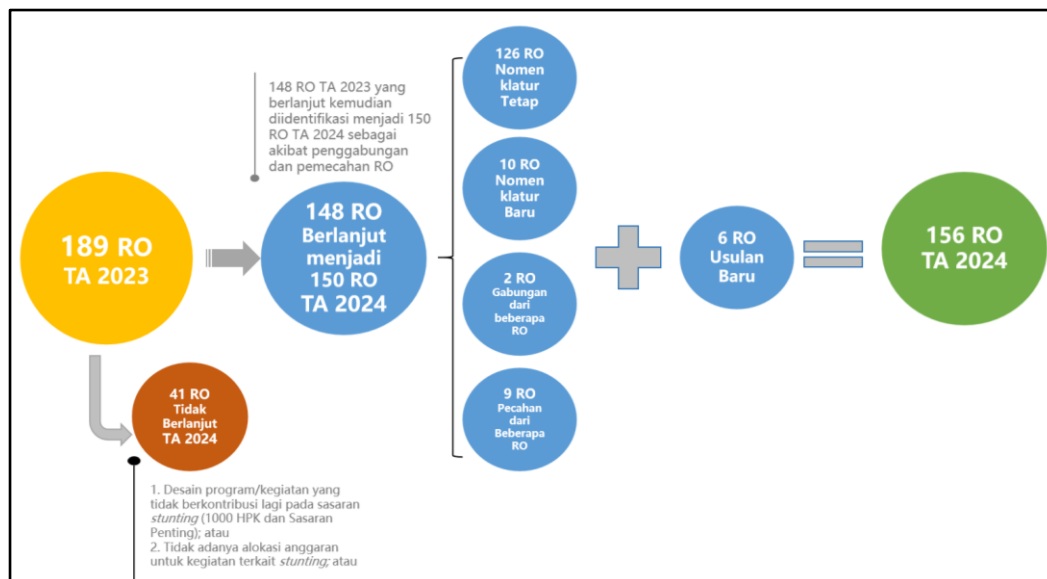 189 RO
TA 2023
148 RO TA 2023 yang
berlanjut kemudian
diidentifikasi menjadi 150
RO TA 2024 sebagai
akibat penggabungan
dan pemecahan RO
148 RO
Berlanjut
menjadi
150 RO
TA 2024
126 RO
Nomen
klatur
Tetap
10 RO
Nomen
klatur
Baru
2 RO
Gabungan
dari
beberapa
RO
9 RO
Pecahan
dari
Beberapa
RO
6 RO
Usulan
Baru
156 RO
TA 2024
41 RO
Tidak
Berlanjut
TA 2024
1. Desain program/kegiatan yang
tidak berkontribusi lagi pada sasaran
stunting (1000 HPK dan Sasaran
Penting); atau
2. Tidak adanya alokasi anggaran
untuk kegiatan terkait stunting; atau